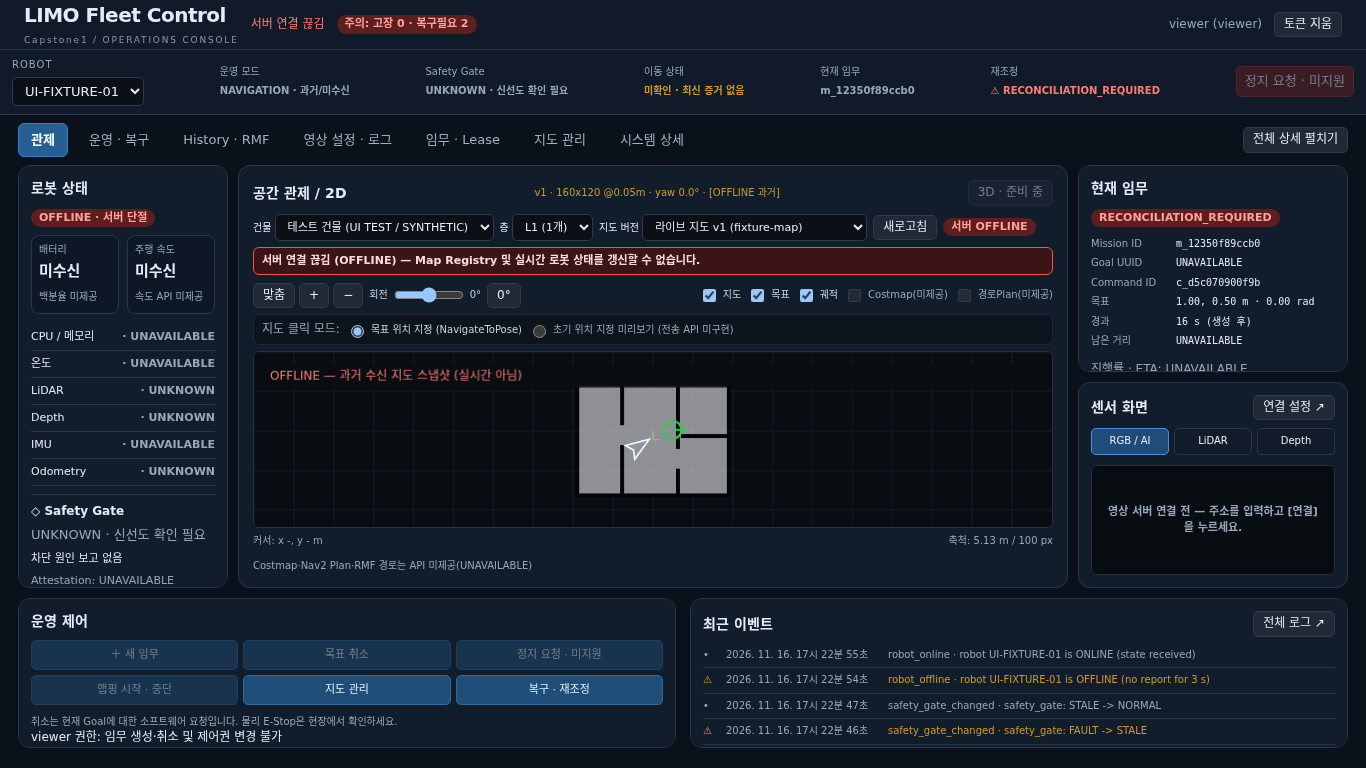 LIMO Fleet Control
Capstone1 / OPERATIONS CONSOLE
서버 연결 끊김
주의: 고장 0 · 복구필요 2
viewer (viewer)
토큰 지움
ROBOT
UI-FIXTURE-01
운영 모드
NAVIGATION · 과거/미수신
Safety Gate
UNKNOWN · 신선도 확인 필요
이동 상태
미확인 · 최신 증거 없음
현재 임무
m_12350f89ccb0
재조정
⚠ RECONCILIATION_REQUIRED
정지 요청 · 미지원
관제
운영 · 복구
History · RMF
영상 설정 · 로그
임무 · Lease
지도 관리
시스템 상세
전체 상세 펼치기
로봇 상태
OFFLINE · 서버 단절
배터리
미수신
백분율 미제공
주행 속도
미수신
속도 API 미제공
CPU / 메모리 · UNAVAILABLE
온도 · UNAVAILABLE
LiDAR · UNKNOWN
Depth · UNKNOWN
IMU · UNAVAILABLE
Odometry · UNKNOWN
◇ Safety Gate
UNKNOWN · 신선도 확인 필요
차단 원인 보고 없음
Attestation: UNAVAILABLE
공간 관제 / 2D
v1 · 160x120 @0.05m · yaw 0.0° · [OFFLINE 과거]
3D · 준비 중
건물 테스트 건물 (UI TEST / SYNTHETIC) 층 L1 (1개) 지도 버전 라이브 지도 v1 (fixture-map) 새로고침 서버 OFFLINE
서버 연결 끊김 (OFFLINE) — Map Registry 및 실시간 로봇 상태를 갱신할 수 없습니다.
맞춤 + − 회전 0° 0° 지도 목표 궤적 Costmap(미제공) 경로Plan(미제공)
지도 클릭 모드: 목표 위치 지정 (NavigateToPose) 초기 위치 지정 미리보기 (전송 API 미구현)
OFFLINE — 과거 수신 지도 스냅샷 (실시간 아님)
커서: x -, y - m
축척: 5.13 m / 100 px
Costmap·Nav2 Plan·RMF 경로는 API 미제공(UNAVAILABLE)
현재 임무
RECONCILIATION_REQUIRED
Mission ID m_12350f89ccb0
Goal UUID UNAVAILABLE
Command ID c_d5c070900f9b
목표 1.00, 0.50 m · 0.00 rad
경과 16 s (생성 후)
남은 거리 UNAVAILABLE
진행률 · ETA: UNAVAILABLE
센서 화면
연결 설정 ↗
RGB / AI
LiDAR
Depth
영상 서버 연결 전 — 주소를 입력하고 [연결]
을 누르세요.
운영 제어
＋ 새 임무
목표 취소
정지 요청 · 미지원
맵핑 시작 · 중단
지도 관리
복구 · 재조정
취소는 현재 Goal에 대한 소프트웨어 요청입니다. 물리 E-Stop은 현장에서 확인하세요.
viewer 권한: 임무 생성·취소 및 제어권 변경 불가
최근 이벤트
전체 로그 ↗
• 2026. 11. 16. 17시 22분 55초 robot_online · robot UI-FIXTURE-01 is ONLINE (state received)
⚠ 2026. 11. 16. 17시 22분 54초 robot_offline · robot UI-FIXTURE-01 is OFFLINE (no report for 3 s)
• 2026. 11. 16. 17시 22분 47초 safety_gate_changed · safety_gate: STALE -> NORMAL
⚠ 2026. 11. 16. 17시 22분 46초 safety_gate_changed · safety_gate: FAULT -> STALE